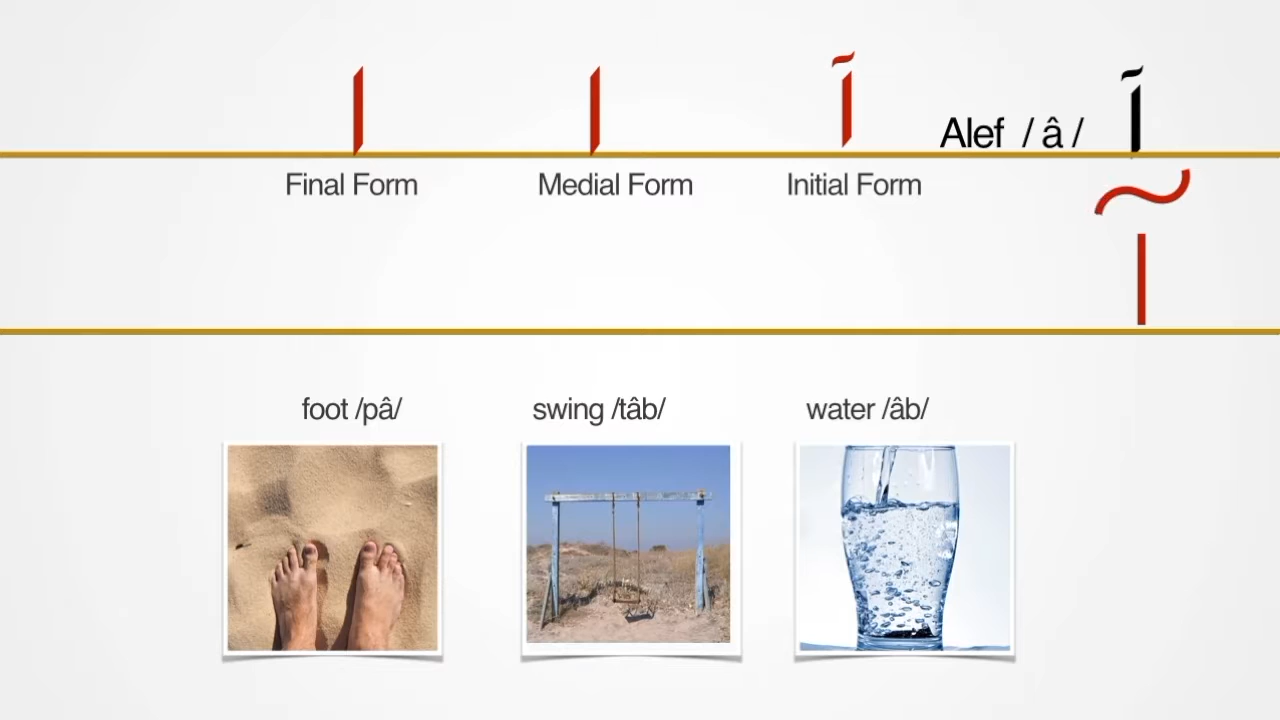 ا ا آ Alef / â / آ
Final Form Medial Form Initial Form
آ
foot /pâ/ swing /tâb/ water /âb/